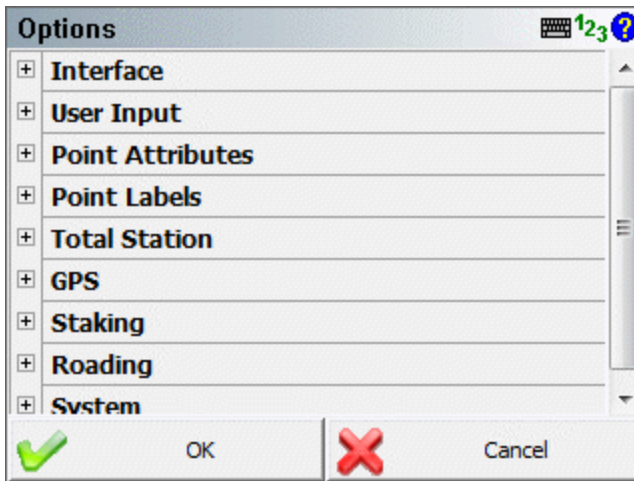 Options 123 ?
Interface
User Input
Point Attributes
Point Labels
Total Station
GPS
Staking
Roading
System
OK Cancel